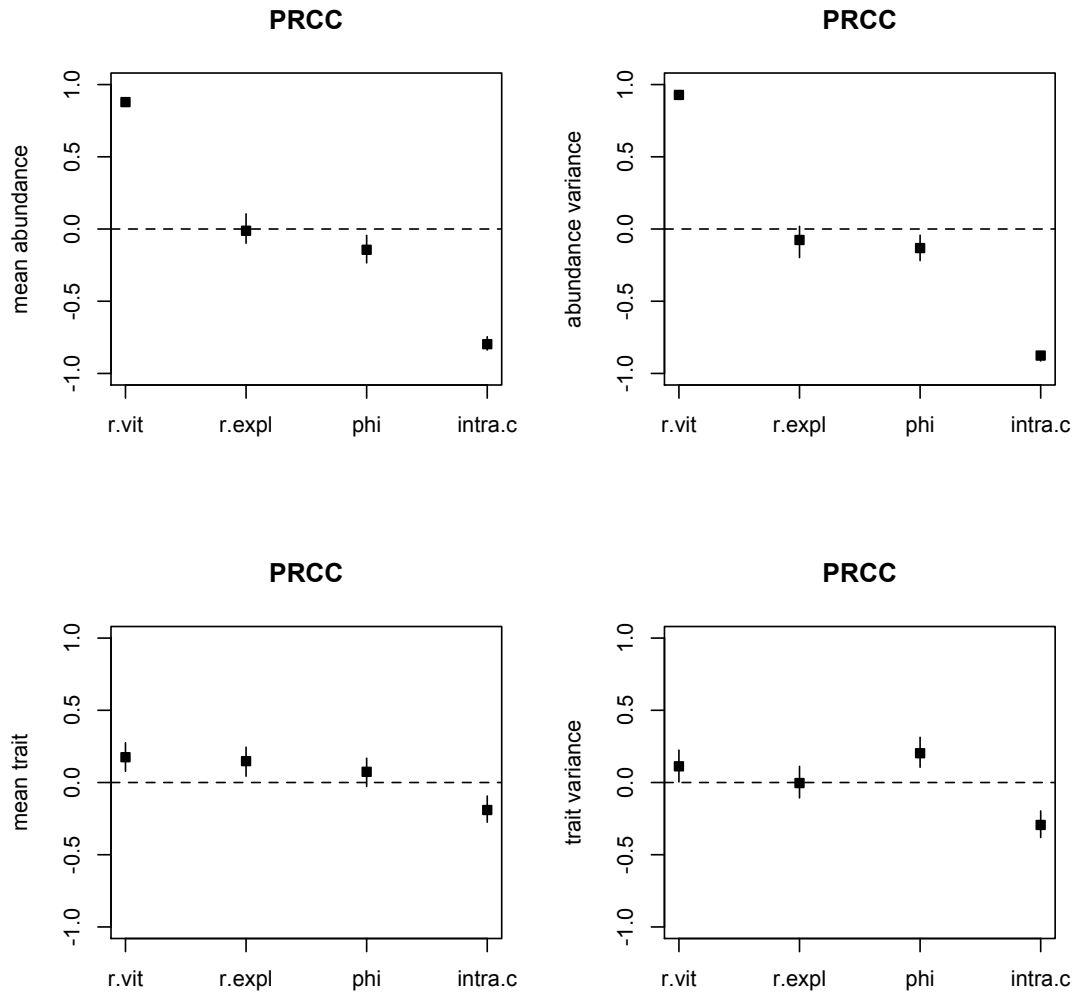 PRCC
mean abundance
1.0
0.5
0.0
-0.5
-1.0
r.vit r.expl phi intra.c
PRCC
abundance variance
1.0
0.5
0.0
-0.5
-1.0
r.vit r.expl phi intra.c
PRCC
mean trait
1.0
0.5
0.0
-0.5
-1.0
r.vit r.expl phi intra.c
PRCC
trait variance
1.0
0.5
0.0
-0.5
-1.0
r.vit r.expl phi intra.c